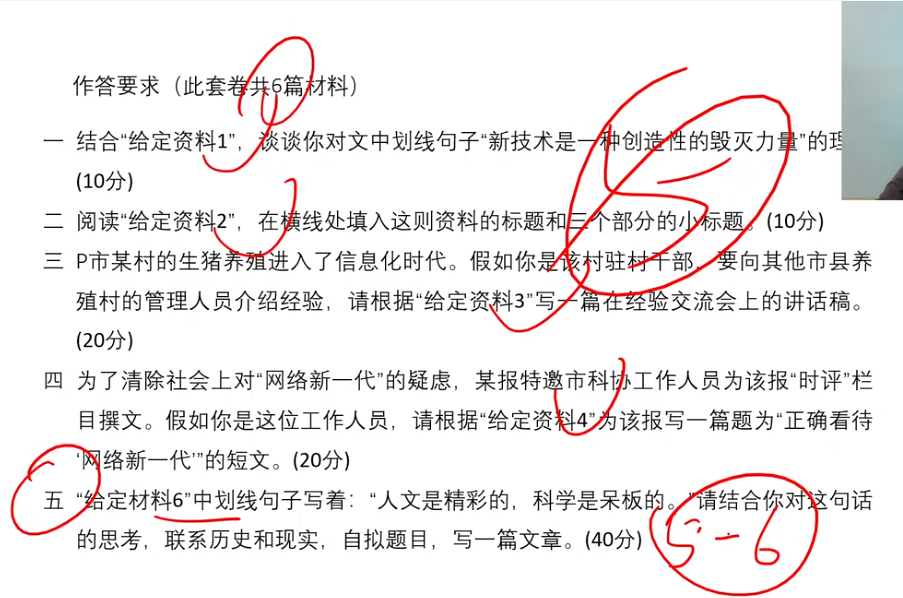 作答要求（此套卷共6篇材料）
一 结合“给定资料1”，谈谈你对文中划线句子“新技术是一种创造性的毁灭力量”的理
(10分)
二 阅读“给定资料2”，在横线处填入这则资料的标题和三个部分的小标题。(10分)
三 P市某村的生猪养殖进入了信息化时代。假如你是该村驻村干部，要向其他市县养
殖村的管理人员介绍经验，请根据“给定资料3”写一篇在经验交流会上的讲话稿。
(20分)
四 为了清除社会上对“网络新一代”的疑虑，某报特邀市科协工作人员为该报“时评”栏
目撰文。假如你是这位工作人员，请根据“给定资料4”为该报写一篇题为“正确看待
‘网络新一代’”的短文。(20分)
五 “给定材料6”中划线句子写着：“人文是精彩的，科学是呆板的。”请结合你对这句话
的思考，联系历史和现实，自拟题目，写一篇文章。(40分)
5
5-6